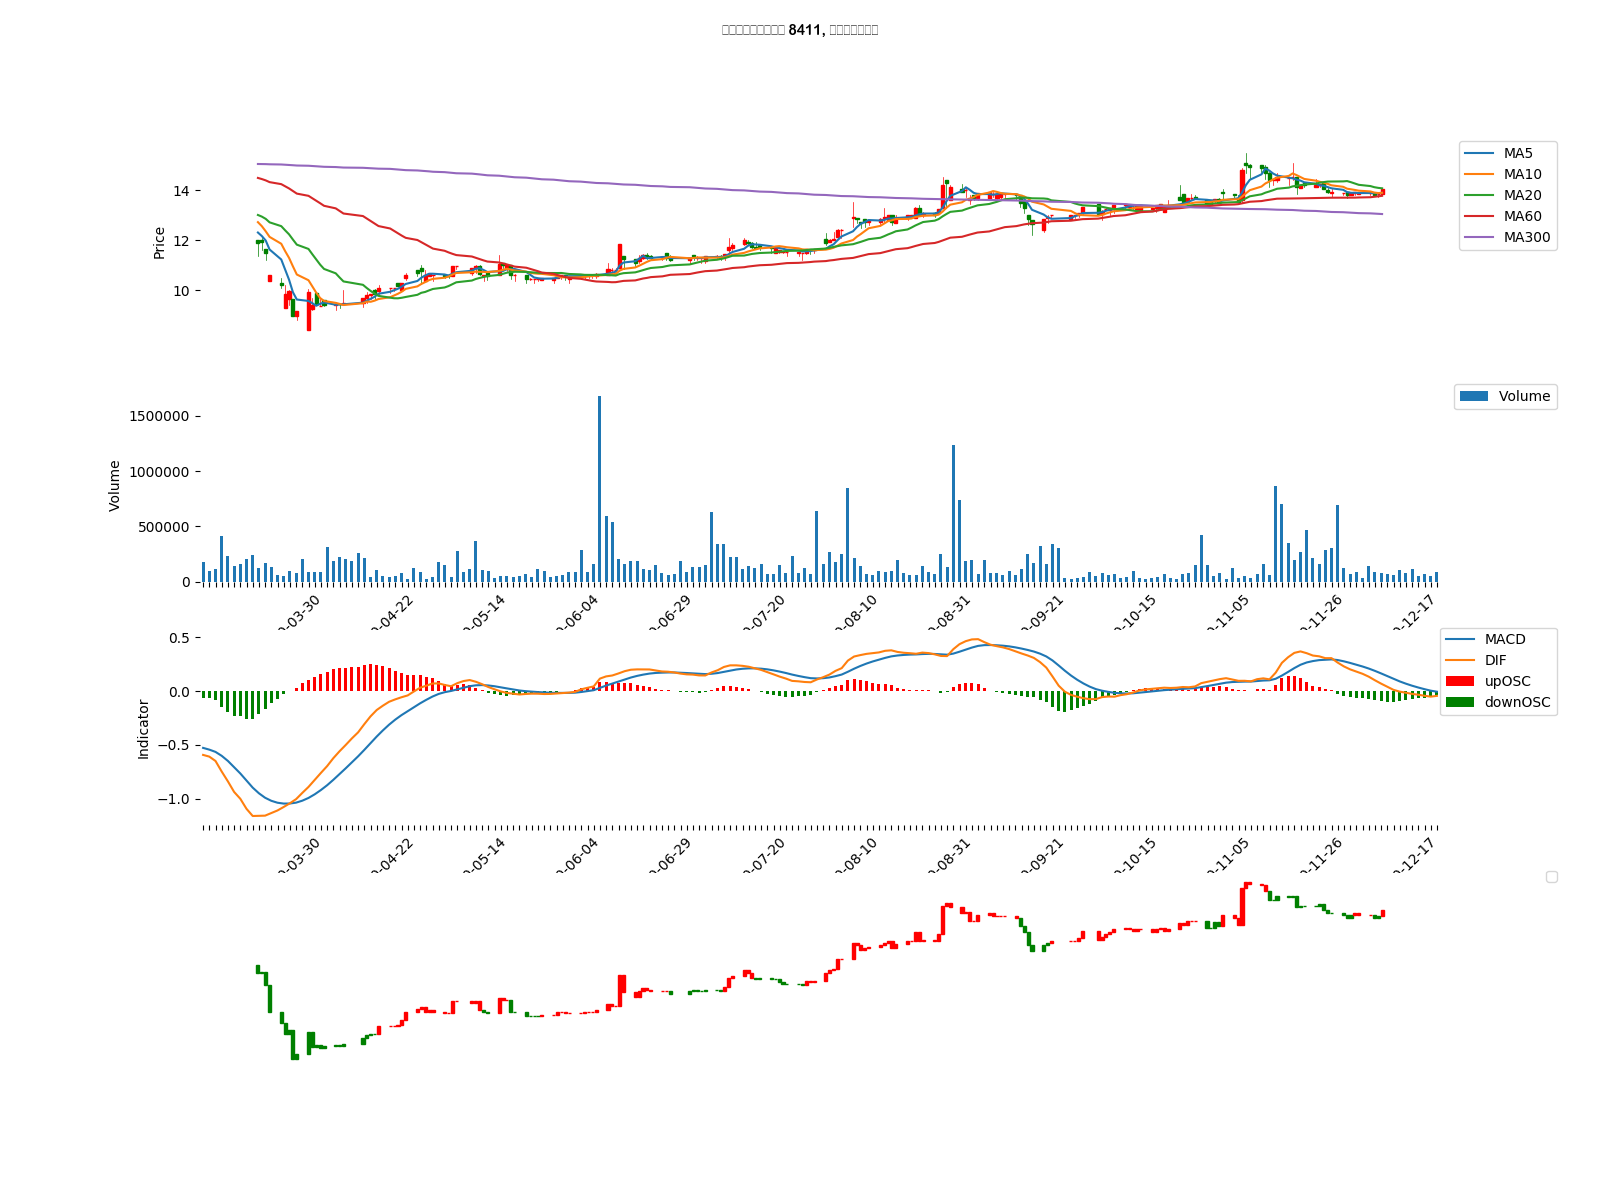 8411,
MA5
MA10
MA20
MA60
MA300
Price
14
12
10
Volume
Volume
1500000
1000000
500000
0
-03-30
-04-22
-05-14
-06-04
-06-29
-07-20
-08-10
-08-31
-09-21
-10-15
-11-05
-11-26
-12-17
MACD
DIF
upOSC
downOSC
Indicator
0.5
0.0
−0.5
−1.0
-03-30
-04-22
-05-14
-06-04
-06-29
-07-20
-08-10
-08-31
-09-21
-10-15
-11-05
-11-26
-12-17